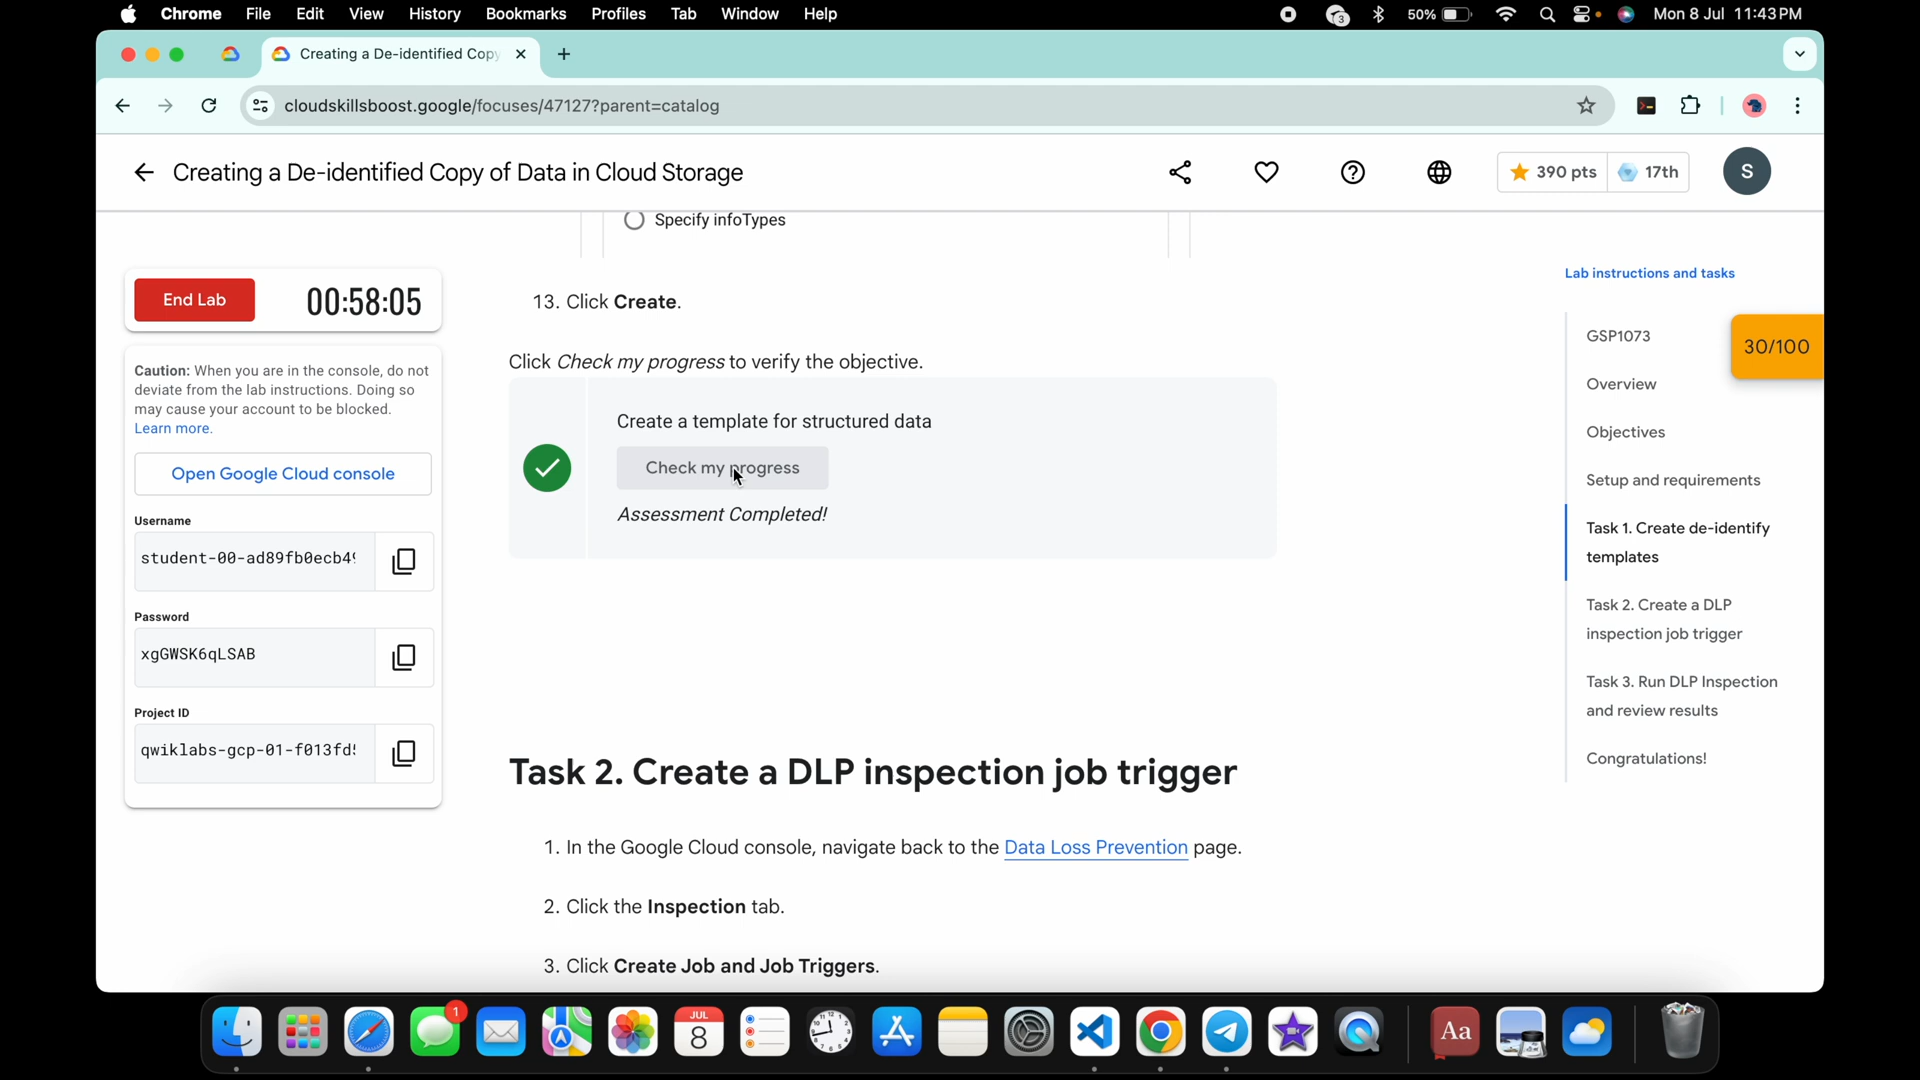 Chrome File Edit View History Bookmarks Profiles Tab Window Help 3 50% Mon 8 Jul 11:43 PM
Creating a De-identified Copy
cloudskillsboost.google/focuses/47127?parent=catalog
Creating a De-identified Copy of Data in Cloud Storage
390 pts 17th S
Specify infoTypes
End Lab 00:58:05
Caution: When you are in the console, do not
deviate from the lab instructions. Doing so
may cause your account to be blocked.
Learn more.
Open Google Cloud console
Username
student-00-ad89fb0ecb49
Password
xgGWSK6qLSAB
Project ID
qwiklabs-gcp-01-f013fd
13. Click Create.
Click Check my progress to verify the objective.
Create a template for structured data
Check my progress
Assessment Completed!
Task 2. Create a DLP inspection job trigger
1. In the Google Cloud console, navigate back to the Data Loss Prevention page.
2. Click the Inspection tab.
3. Click Create Job and Job Triggers.
Lab instructions and tasks
GSP1073
30/100
Overview
Objectives
Setup and requirements
Task 1. Create de-identify
templates
Task 2. Create a DLP
inspection job trigger
Task 3. Run DLP Inspection
and review results
Congratulations!
1
JUL
8
Aa